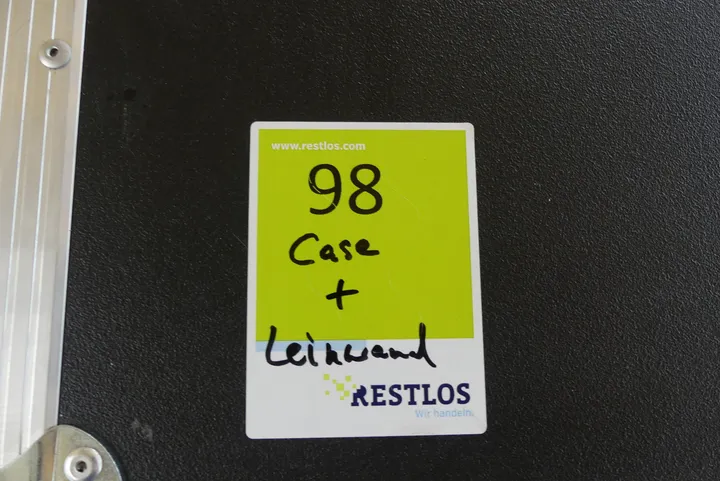 www.restlos.com
98
Case
+
Leinwand
RESTLOS
Wir handeln.